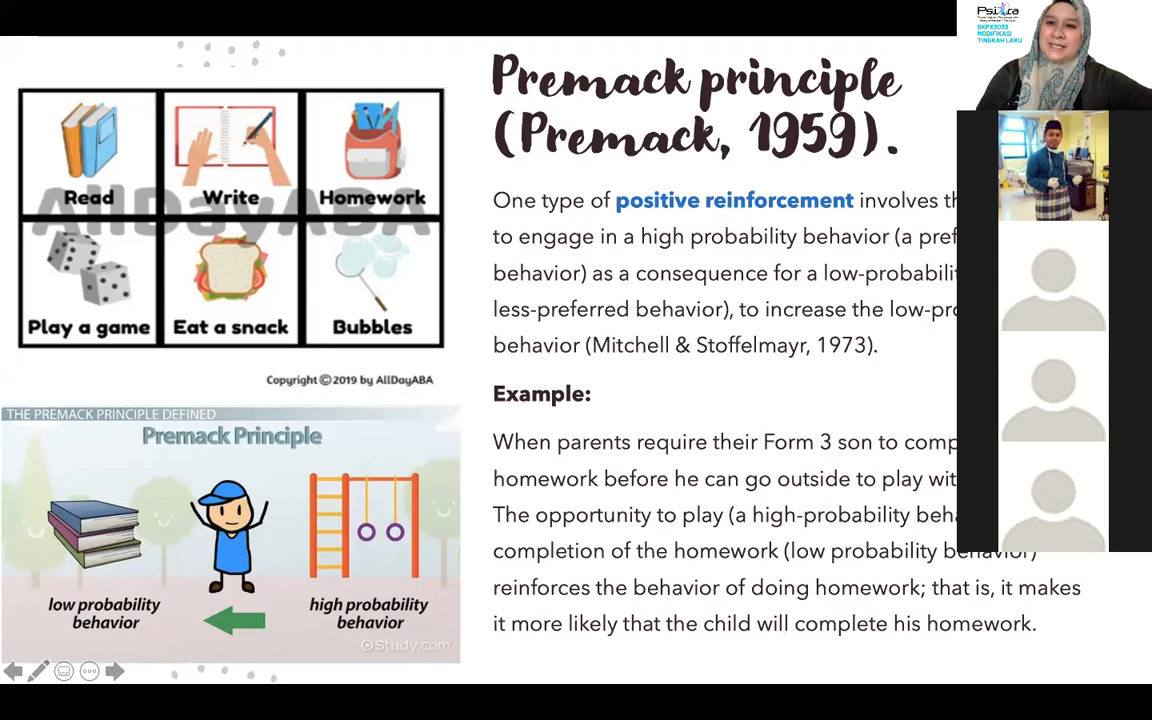 Premack principle
(Premack, 1959).
One type of positive reinforcement involves th
to engage in a high probability behavior (a pref
behavior) as a consequence for a low-probabili
less-preferred behavior), to increase the low-pro
behavior (Mitchell & Stoffelmayr, 1973).
Example:
When parents require their Form 3 son to comp
homework before he can go outside to play wit
The opportunity to play (a high-probability beha
completion of the homework (low probability behavior)
reinforces the behavior of doing homework; that is, it makes
it more likely that the child will complete his homework.
Read Write Homework
AllDayABA
Play a game Eat a snack Bubbles
Copyright ©2019 by AllDayABA
THE PREMACK PRINCIPLE DEFINED
Premack Principle
low probability
behavior
high probability
behavior
Study.com
SKPX3033
MODIFIKASI
TINGKAH LAKU